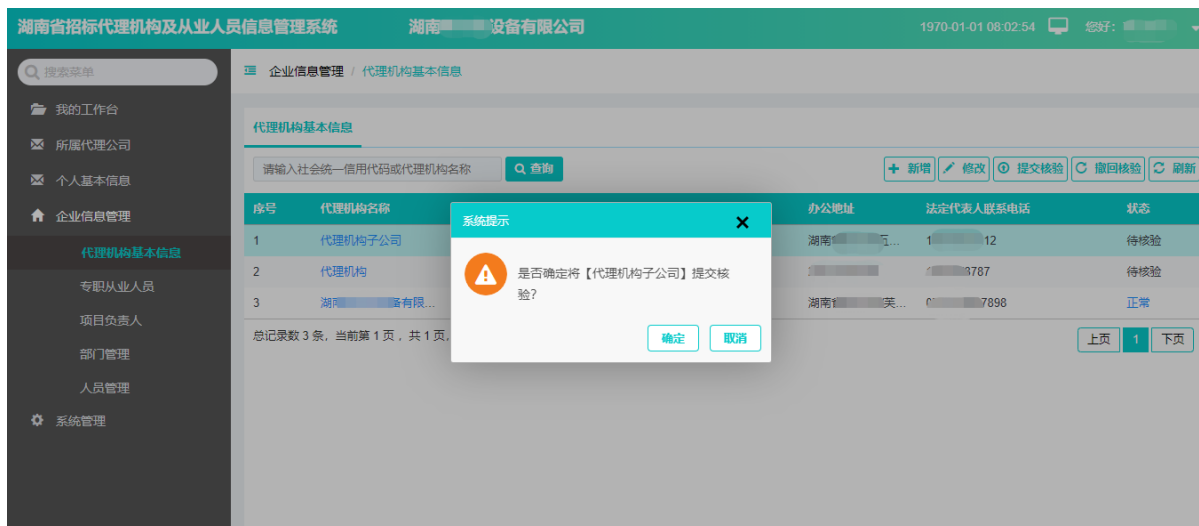 湖南省招标代理机构及从业人员信息管理系统 湖南 设备有限公司 1970-01-01 08:02:54 您好：
搜索菜单
我的工作台
所属代理公司
个人基本信息
企业信息管理
代理机构基本信息
专职从业人员
项目负责人
部门管理
人员管理
系统管理
企业信息管理 / 代理机构基本信息
代理机构基本信息
请输入社会统一信用代码或代理机构名称 查询 新增 修改 提交核验 撤回核验 刷新
序号 代理机构名称 办公地址 法定代表人联系电话 状态
1 代理机构子公司 湖南 五... 1 12 待核验
2 代理机构 3787 待核验
3 湖南 备有限... 湖南 芙... 7898 正常
总记录数 3 条，当前第 1 页，共 1 页， 上页 1 下页
系统提示
是否确定将【代理机构子公司】提交核
验?
确定 取消